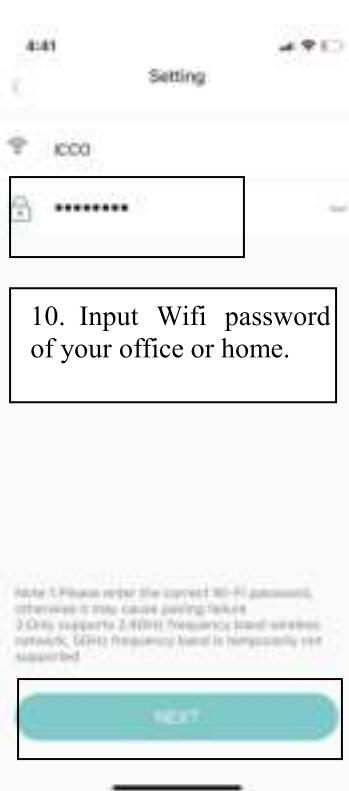 4:41
Setting
ICCO
••••••••
10. Input Wifi password
of your office or home.
Note 1.Please enter the correct Wi-Fi password,
otherwise it may cause pairing failure
2.Only supports 2.4GHz frequency band wireless
network, 5GHz frequency band is temporarily not
supported
NEXT